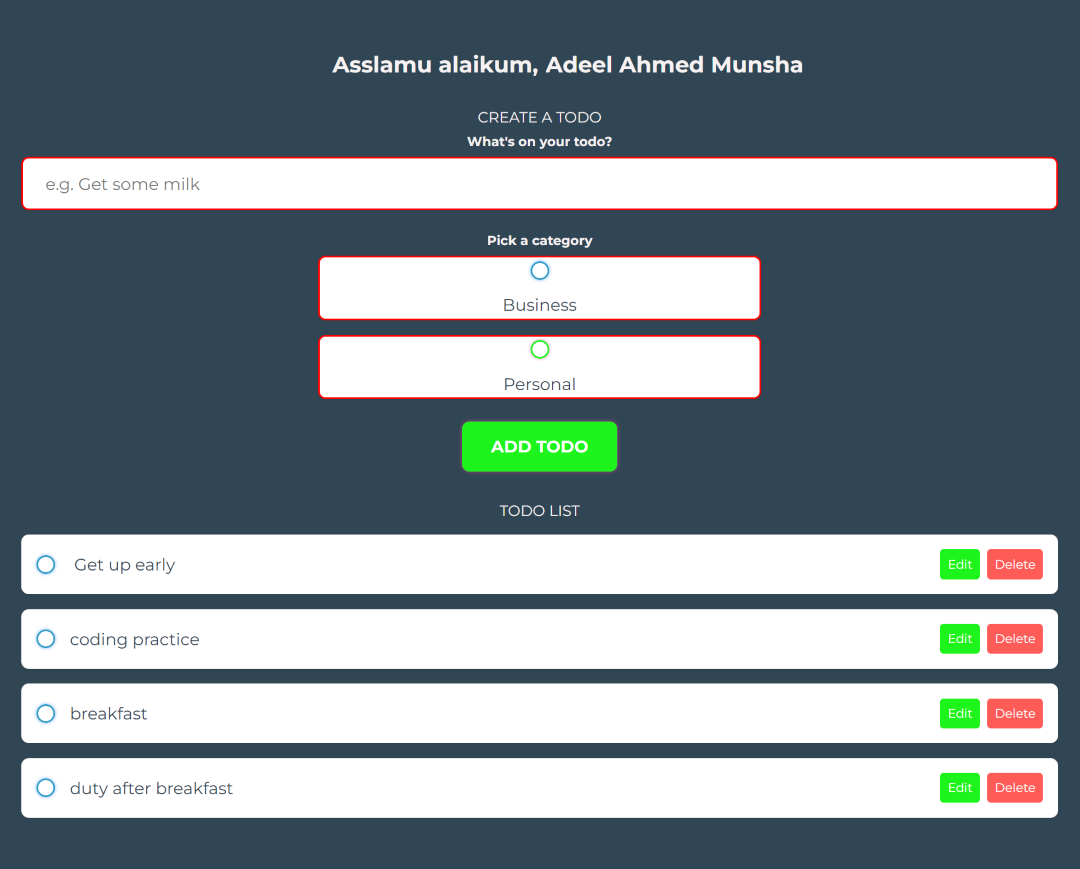 Asslamu alaikum, Adeel Ahmed Munsha
CREATE A TODO
What's on your todo?
e.g. Get some milk
Pick a category
Business
Personal
ADD TODO
TODO LIST
Get up early Edit Delete
coding practice Edit Delete
breakfast Edit Delete
duty after breakfast Edit Delete